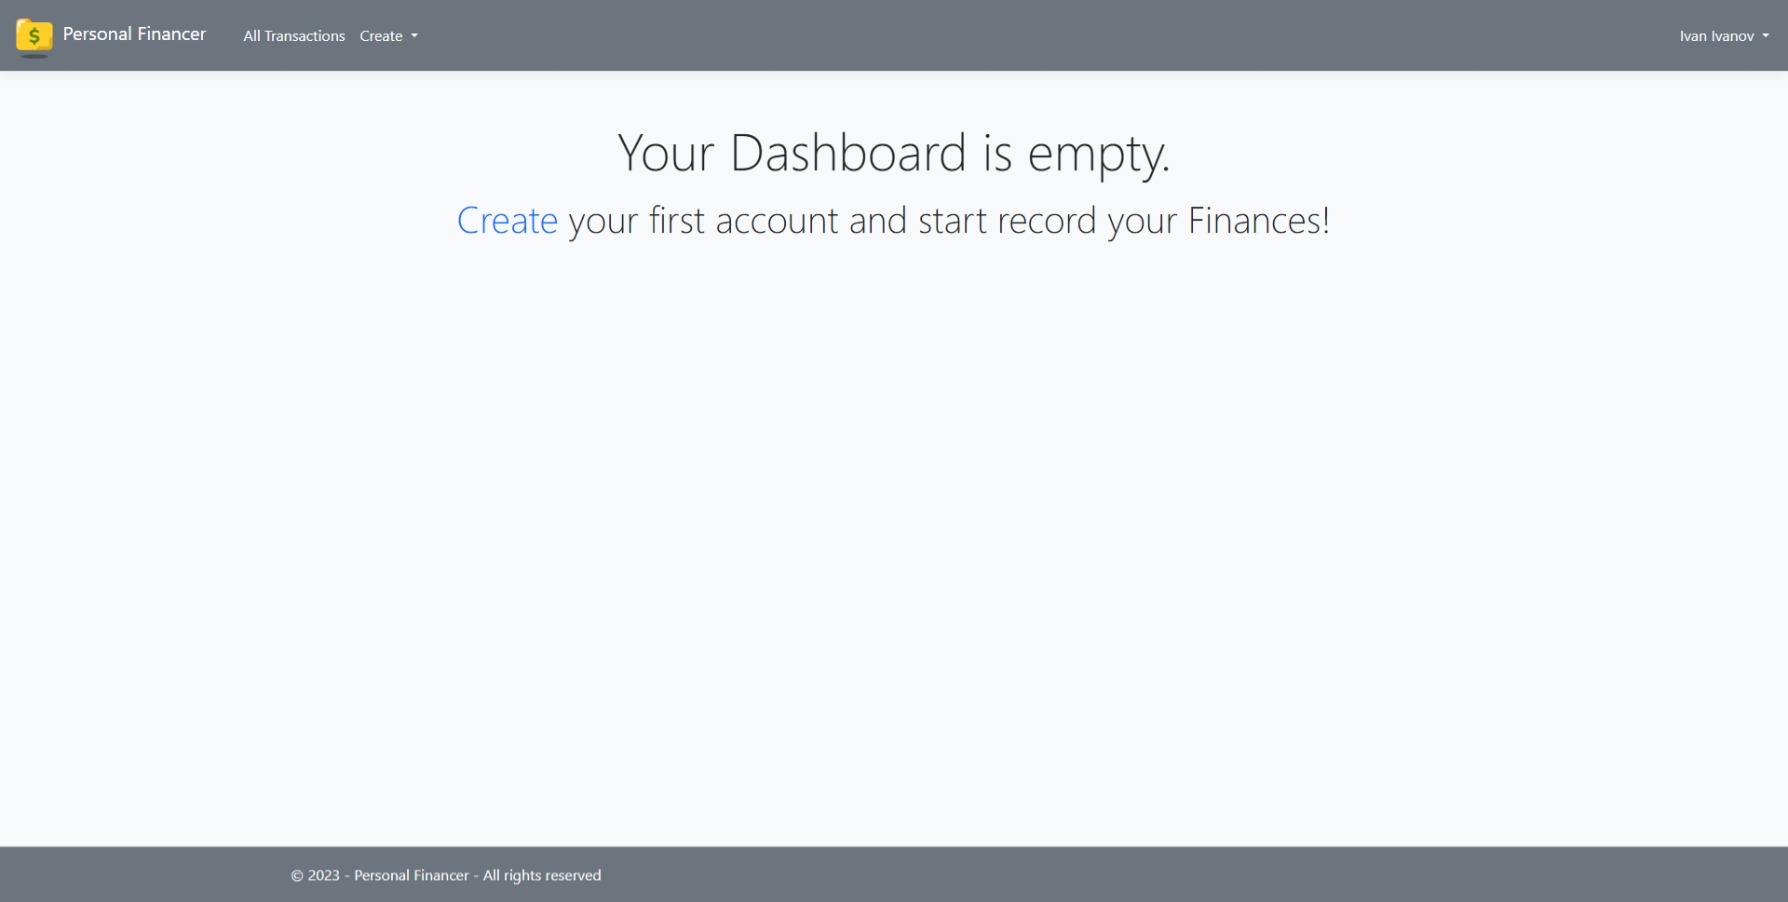 $
Personal Financer
All Transactions
Create
Ivan Ivanov
Your Dashboard is empty.
Create your first account and start record your Finances!
© 2023 - Personal Financer - All rights reserved